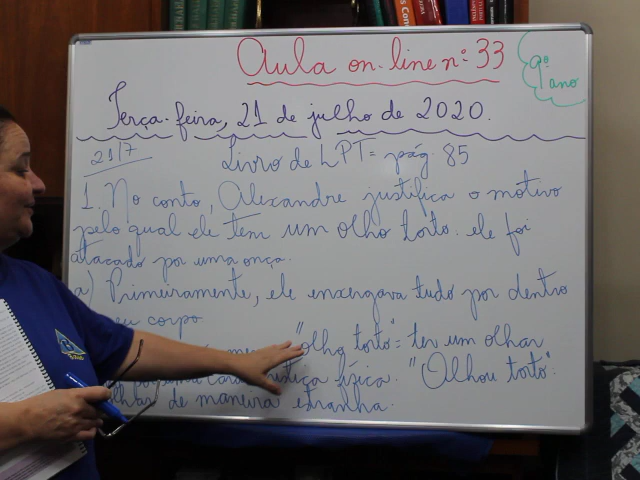 Aula on-line nº 33
9º ano
Terça-feira, 21 de julho de 2020.
21/7
Livro de LPT= pág. 85
1. No conto, Alexandre justifica o motivo
pelo qual ele tem um olho torto. ele foi
atacado por uma onça.
a) Primeiramente, ele enxergava tudo por dentro
corpo
"olho torto"= ter um olhar
física. "Olhou torto":
olhar de maneira estranha.